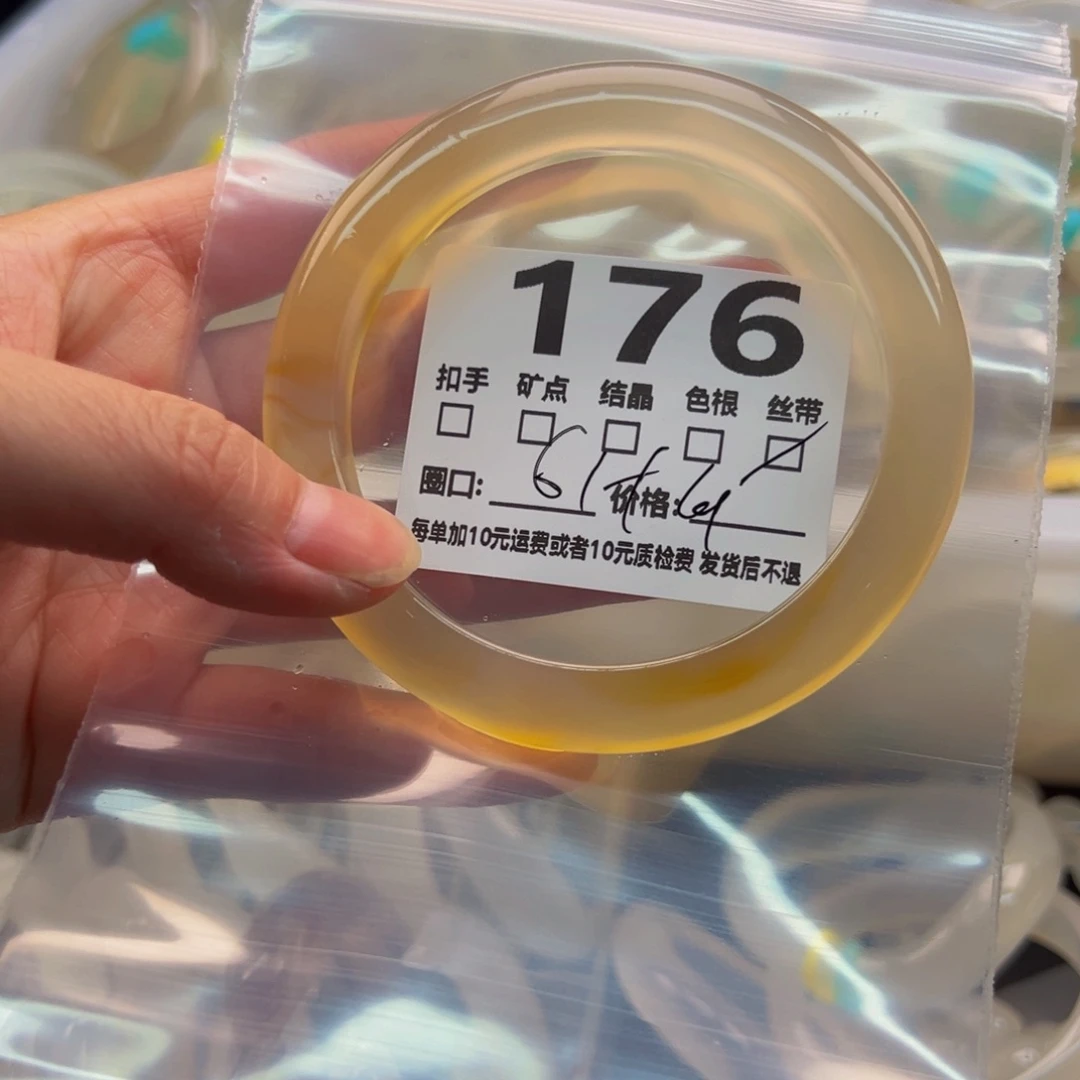 176
扣手 矿点 结晶 色根 丝带
圈口: 61 价格:
每单加10元运费或者10元质检费 发货后不退